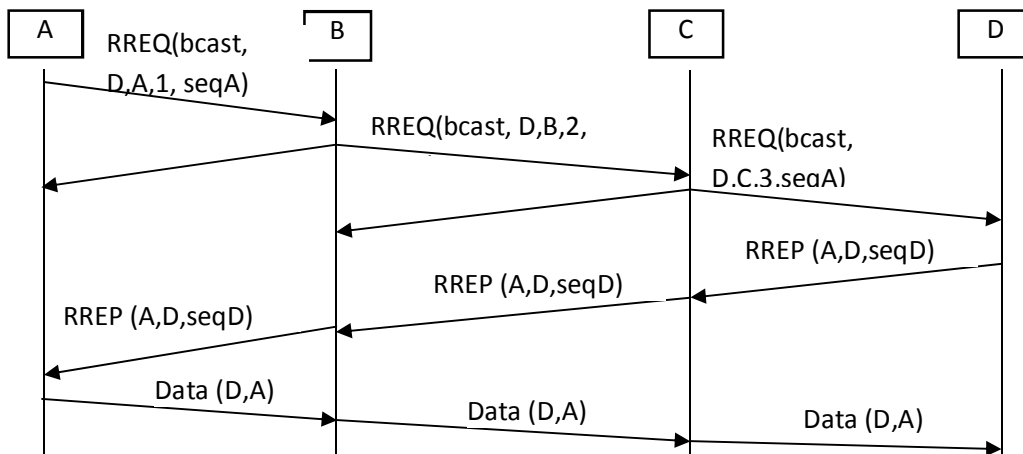 A
B
C
D
RREQ(bcast,
D,A,1, seqA)
RREQ(bcast, D,B,2,
RREQ(bcast,
D.C.3.seqA)
RREP (A,D,seqD)
RREP (A,D,seqD)
RREP (A,D,seqD)
Data (D,A)
Data (D,A)
Data (D,A)